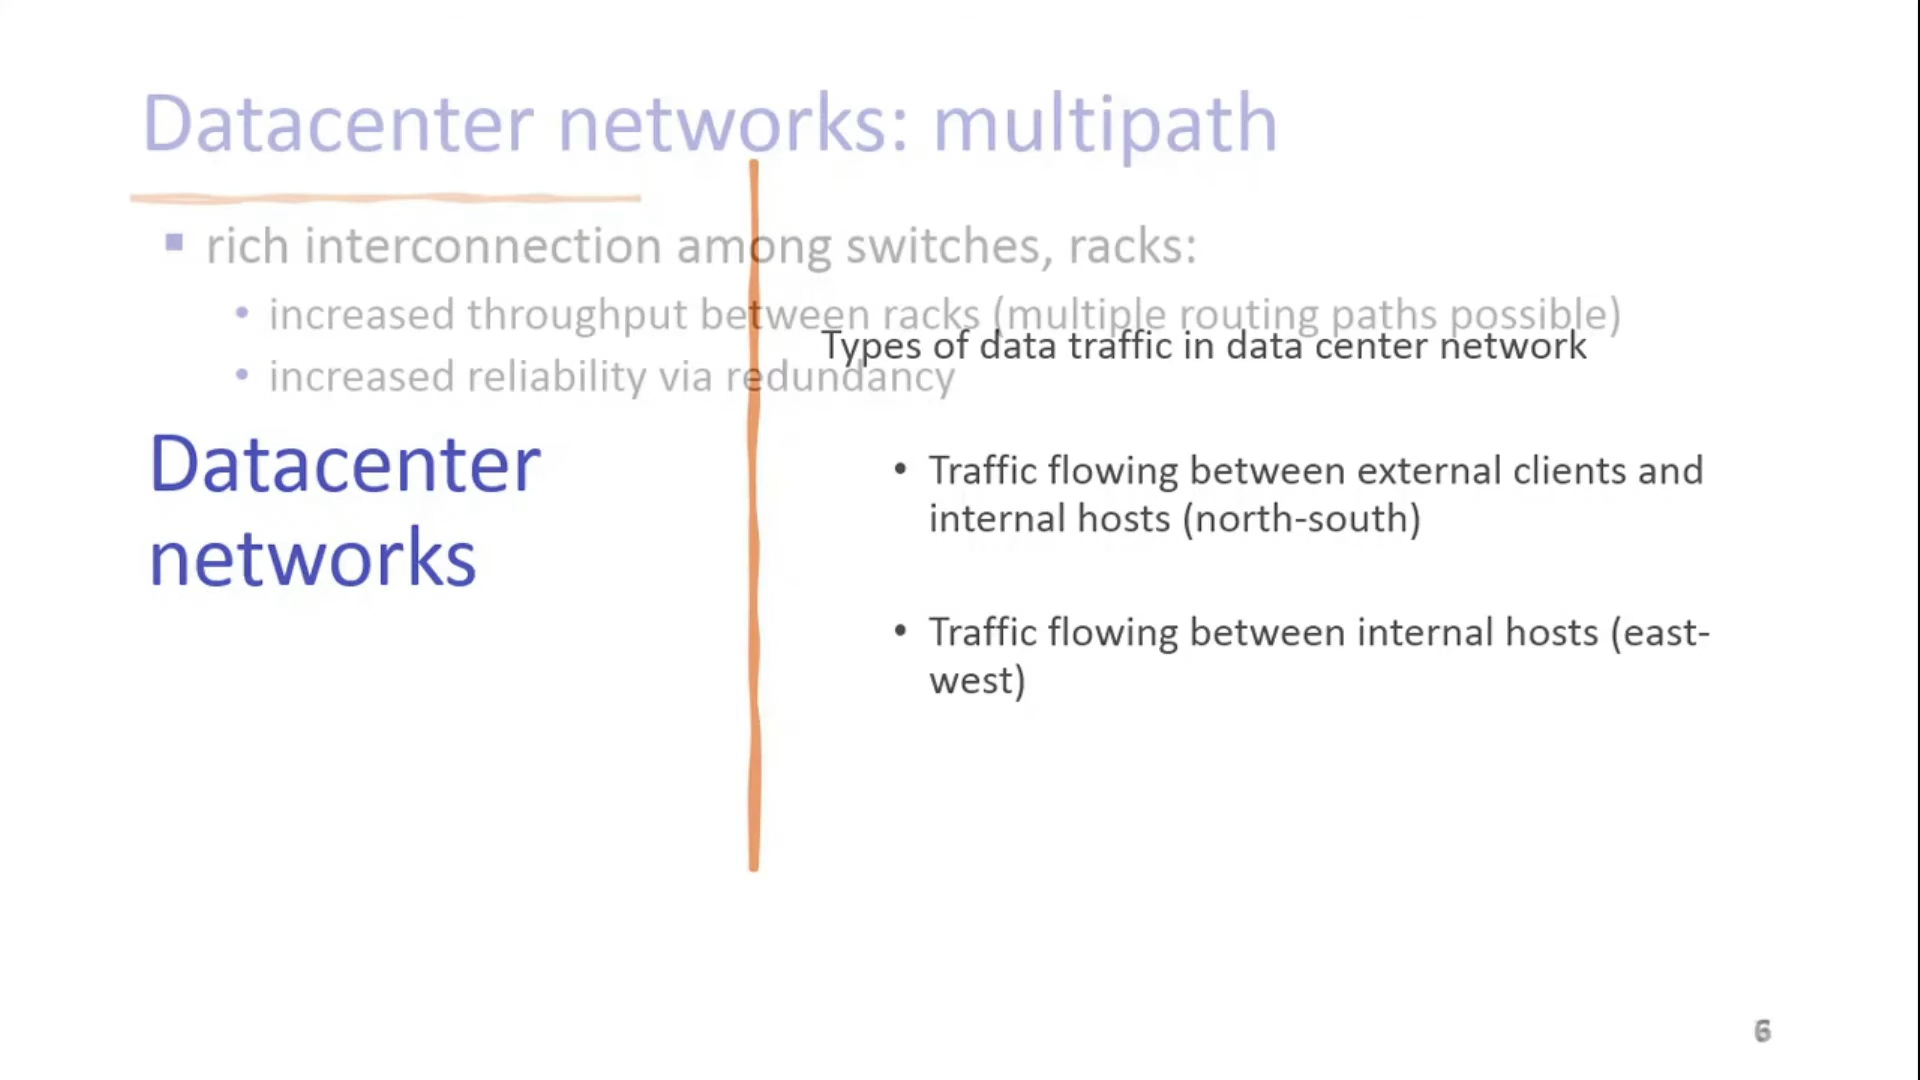 Datacenter networks: multipath
▪ rich interconnection among switches, racks:
• increased throughput between racks (multiple routing paths possible)
• increased reliability via redundancy
Datacenter
networks
Types of data traffic in data center network
• Traffic flowing between external clients and
internal hosts (north-south)
• Traffic flowing between internal hosts (east-
west)